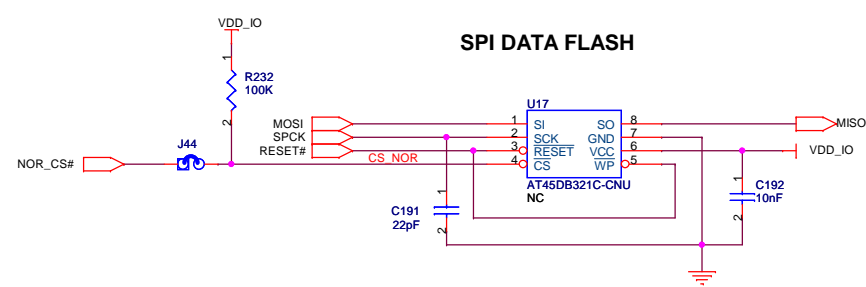 VDD_IO
SPI DATA FLASH
1
R232
100K
2
U17
MOSI 1 SI SO 8 MISO
SPCK 2 SCK GND 7
RESET# 3 RESET VCC 6 VDD_IO
J44
NOR_CS# CS_NOR 4 CS WP 5
AT45DB321C-CNU
NC
1
C191
22pF
2
1
C192
10nF
2